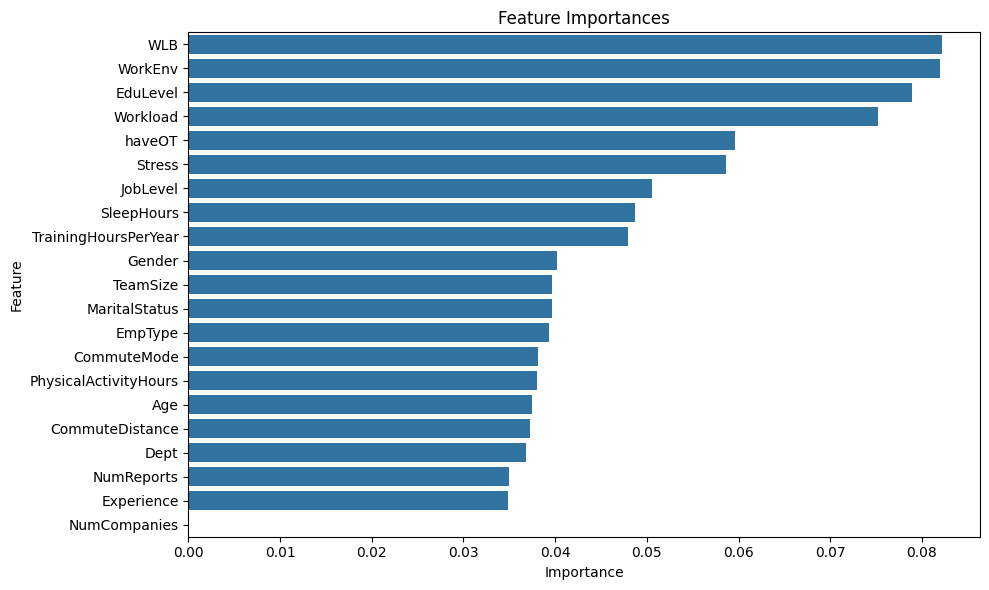 Feature Importances
Feature
WLB
WorkEnv
EduLevel
Workload
haveOT
Stress
JobLevel
SleepHours
TrainingHoursPerYear
Gender
TeamSize
MaritalStatus
EmpType
CommuteMode
PhysicalActivityHours
Age
CommuteDistance
Dept
NumReports
Experience
NumCompanies
0.00 0.01 0.02 0.03 0.04 0.05 0.06 0.07 0.08
Importance